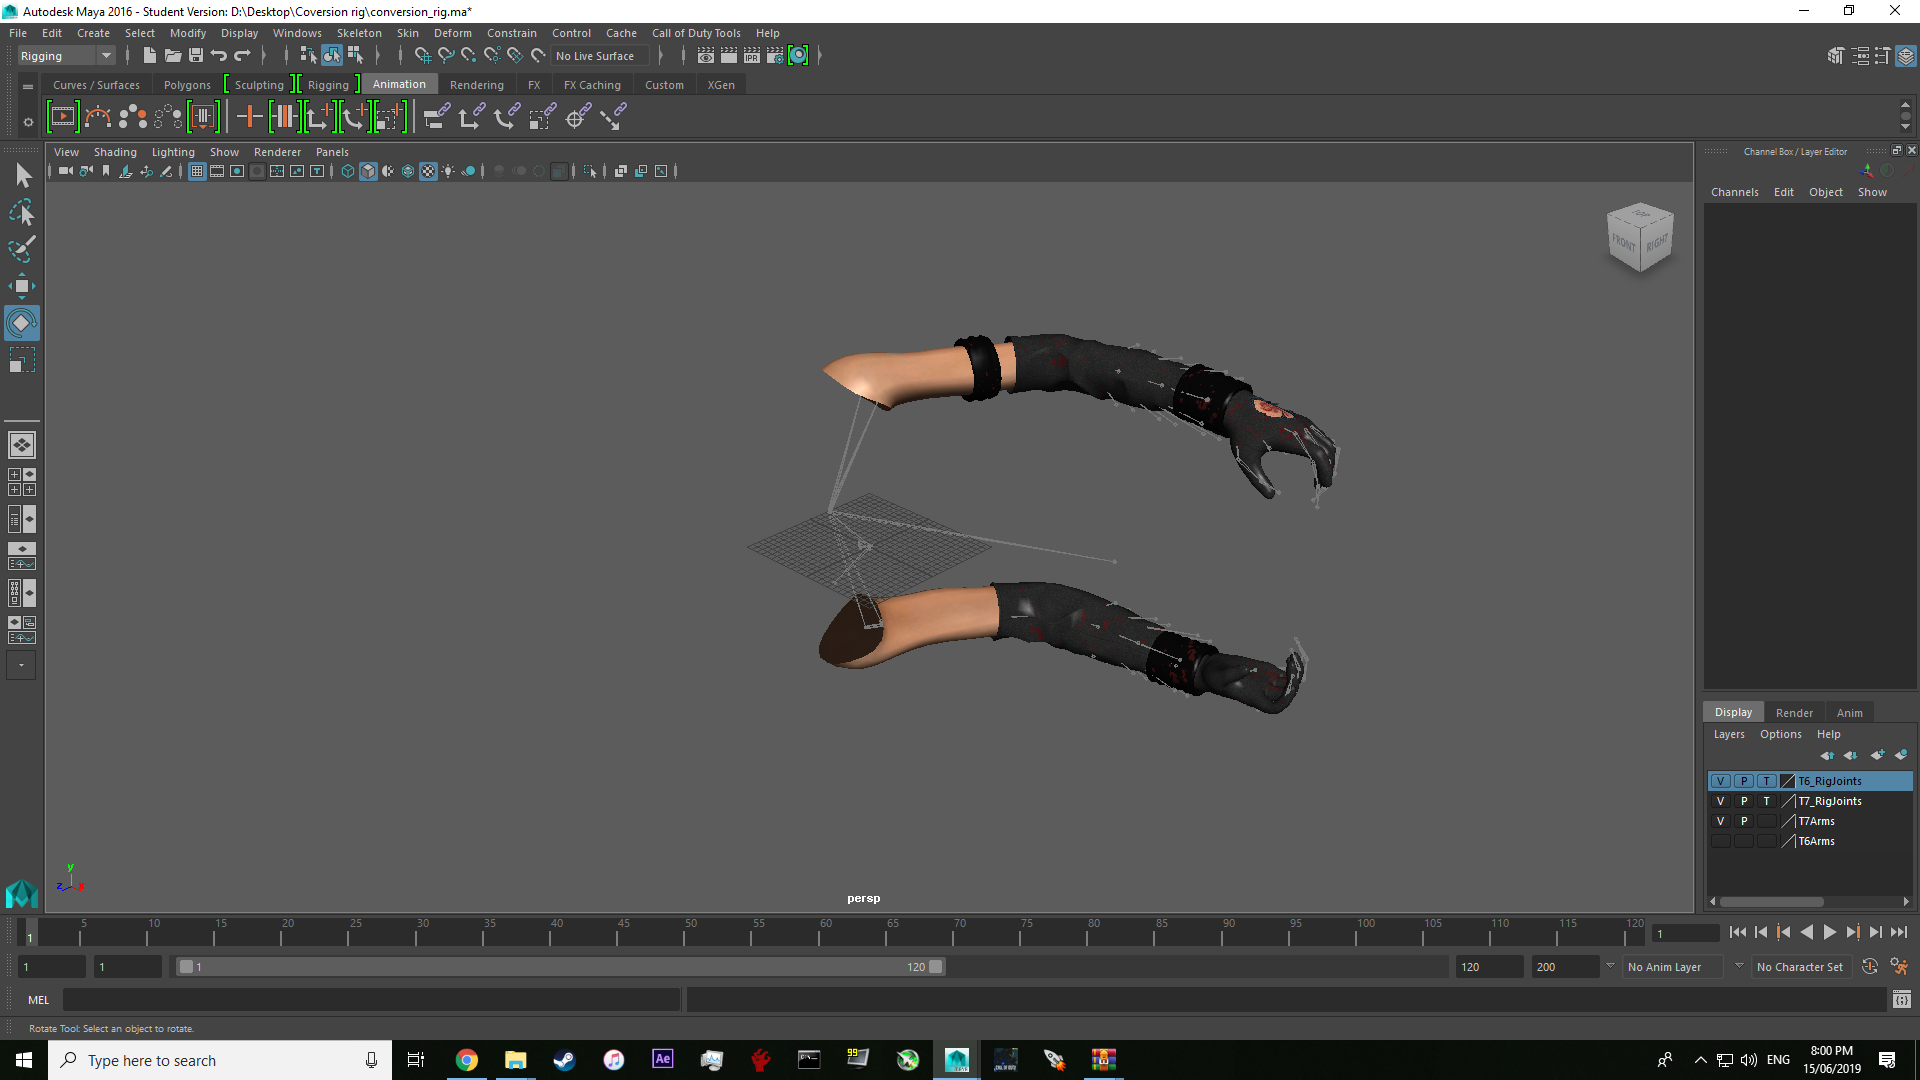 Autodesk Maya 2016 - Student Version: D:\Desktop\Coversion rig\conversion_rig.ma*
File Edit Create Select Modify Display Windows Skeleton Skin Deform Constrain Control Cache Call of Duty Tools Help
Rigging No Live Surface IPR
Curves / Surfaces Polygons Sculpting Rigging Animation Rendering FX FX Caching Custom XGen
View Shading Lighting Show Renderer Panels
Channel Box / Layer Editor
Channels Edit Object Show
TOP
FRONT RIGHT
Display Render Anim
Layers Options Help
V P T T6_RigJoints
V P T T7_RigJoints
V P T7Arms
T6Arms
y
z x
persp
1 5 10 15 20 25 30 35 40 45 50 55 60 65 70 75 80 85 90 95 100 105 110 115 120 1
1 1 1 120 120 200 No Anim Layer No Character Set
MEL
Rotate Tool: Select an object to rotate.
Type here to search Ae 99 ENG 8:00 PM
15/06/2019